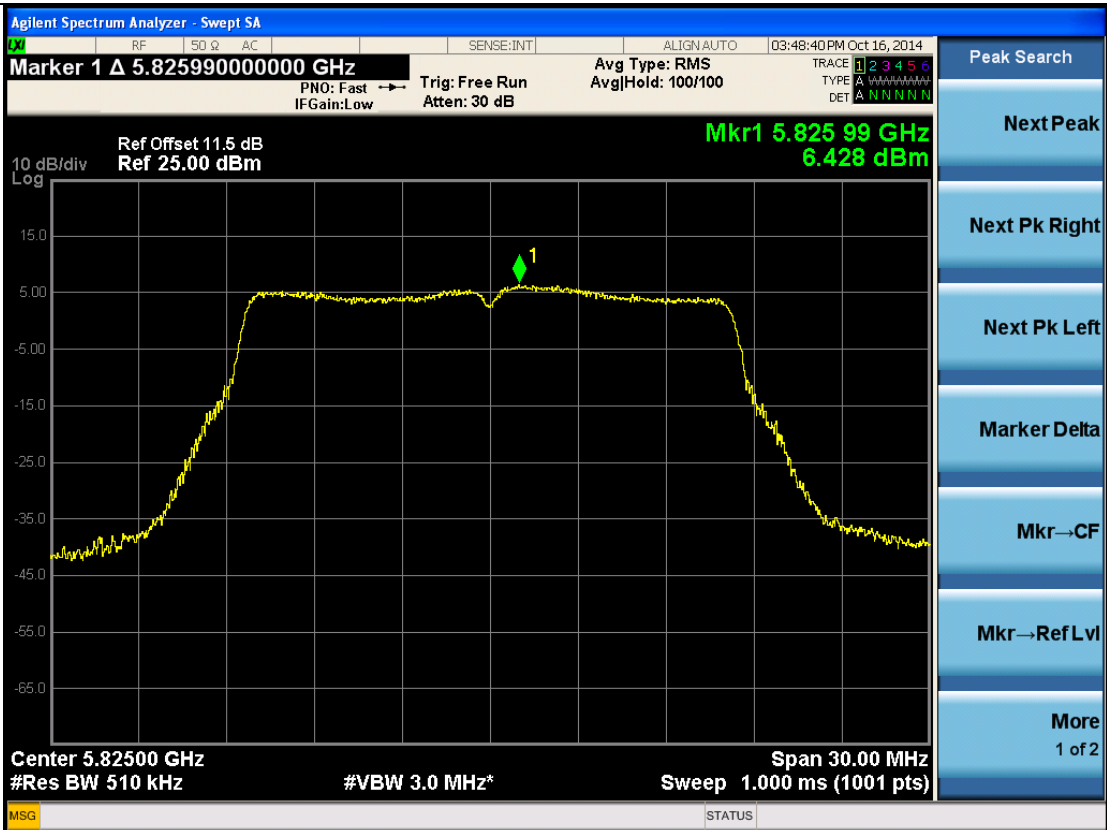 Agilent Spectrum Analyzer - Swept SA
LXI RF 50 Ω AC SENSE:INT ALIGN AUTO 03:48:40 PM Oct 16, 2014
Marker 1 Δ 5.825990000000 GHz
PNO: Fast
IFGain:Low
Trig: Free Run
Atten: 30 dB
Avg Type: RMS
Avg|Hold: 100/100
TRACE 1 2 3 4 5 6
TYPE A WWWWW
DET A N N N N N
Peak Search
Mkr1 5.825 99 GHz
6.428 dBm
Ref Offset 11.5 dB
10 dB/div Ref 25.00 dBm
Log
15.0
5.00
-5.00
-15.0
-25.0
-35.0
-45.0
-55.0
-65.0
1
Center 5.82500 GHz Span 30.00 MHz
#Res BW 510 kHz #VBW 3.0 MHz* Sweep 1.000 ms (1001 pts)
Next Peak
Next Pk Right
Next Pk Left
Marker Delta
Mkr→CF
Mkr→Ref Lvl
More
1 of 2
MSG STATUS